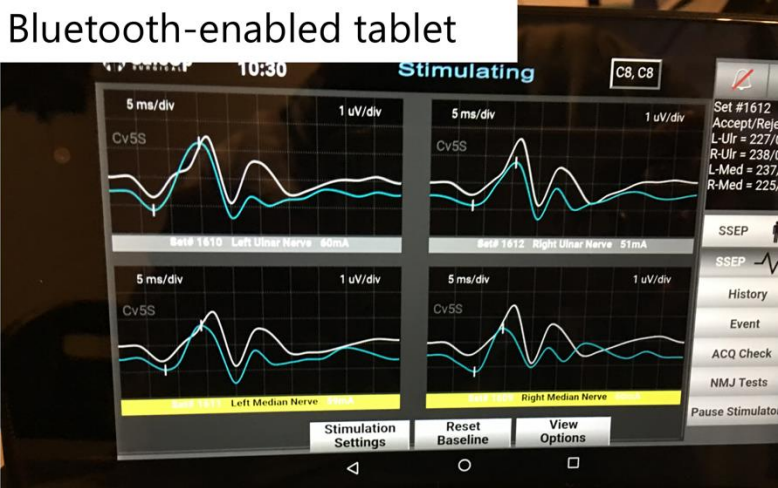 Bluetooth-enabled tablet
10:30
Stimulating
C8, C8
5 ms/div
1 uV/div
Cv5S
Set# 1610 Left Ulnar Nerve 60mA
5 ms/div
1 uV/div
Cv5S
Set# 1612 Right Ulnar Nerve 51mA
5 ms/div
1 uV/div
Cv5S
Left Median Nerve
5 ms/div
1 uV/div
Cv5S
Right Median Nerve
Set #1612
Accept/Reje
L-Ulr = 227/
R-Ulr = 238/
L-Med = 237/
R-Med = 225/
SSEP
SSEP
History
Event
ACQ Check
NMJ Tests
Pause Stimulator
Stimulation
Settings
Reset
Baseline
View
Options